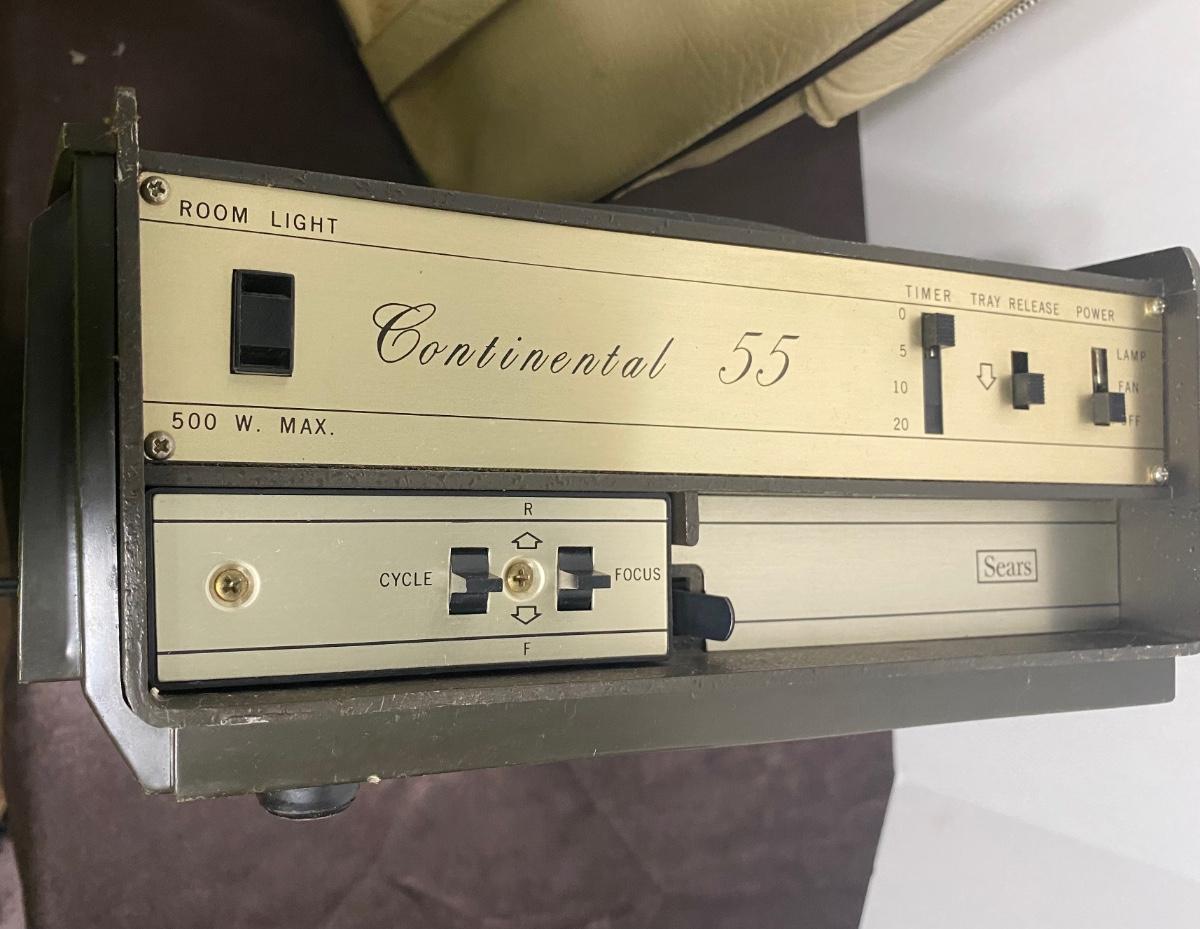 ROOM LIGHT
Continental 55
500 W. MAX.
TIMER
0
5
10
20
TRAY RELEASE
POWER
LAMP
FAN
OFF
R
CYCLE
FOCUS
F
Sears